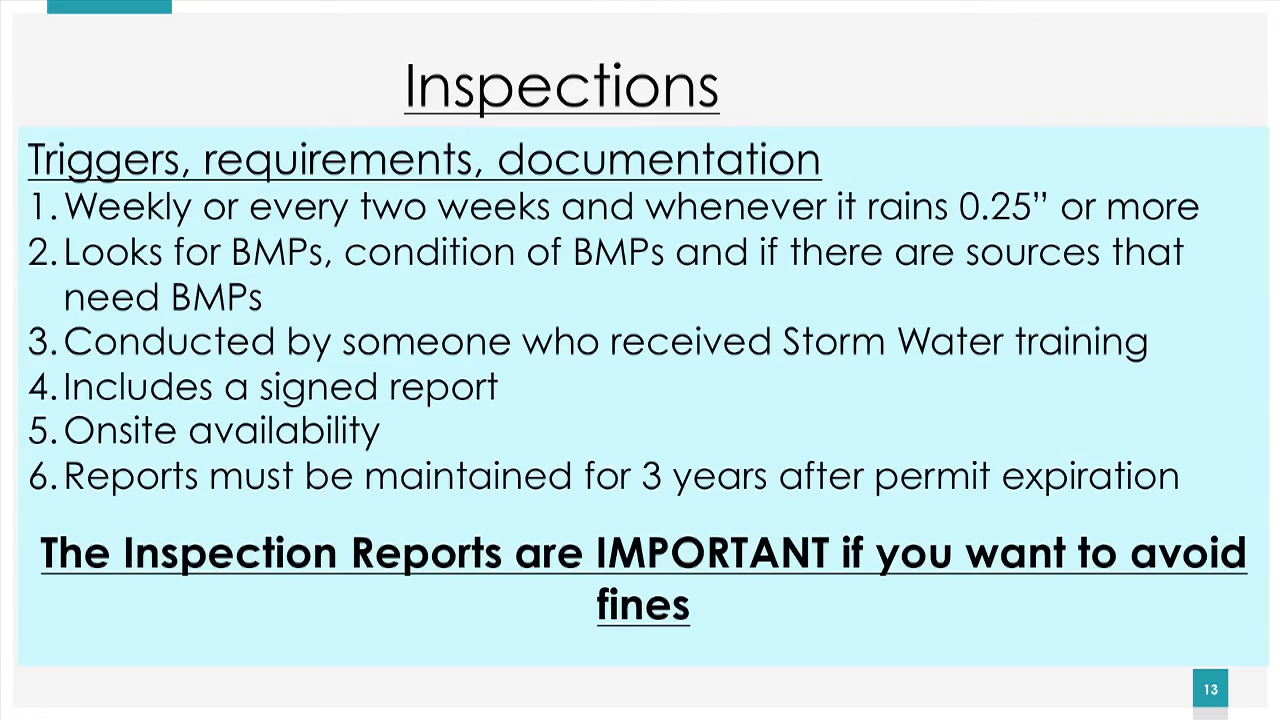 Inspections
Triggers, requirements, documentation
1. Weekly or every two weeks and whenever it rains 0.25” or more
2. Looks for BMPs, condition of BMPs and if there are sources that
need BMPs
3. Conducted by someone who received Storm Water training
4. Includes a signed report
5. Onsite availability
6. Reports must be maintained for 3 years after permit expiration
The Inspection Reports are IMPORTANT if you want to avoid
fines
13